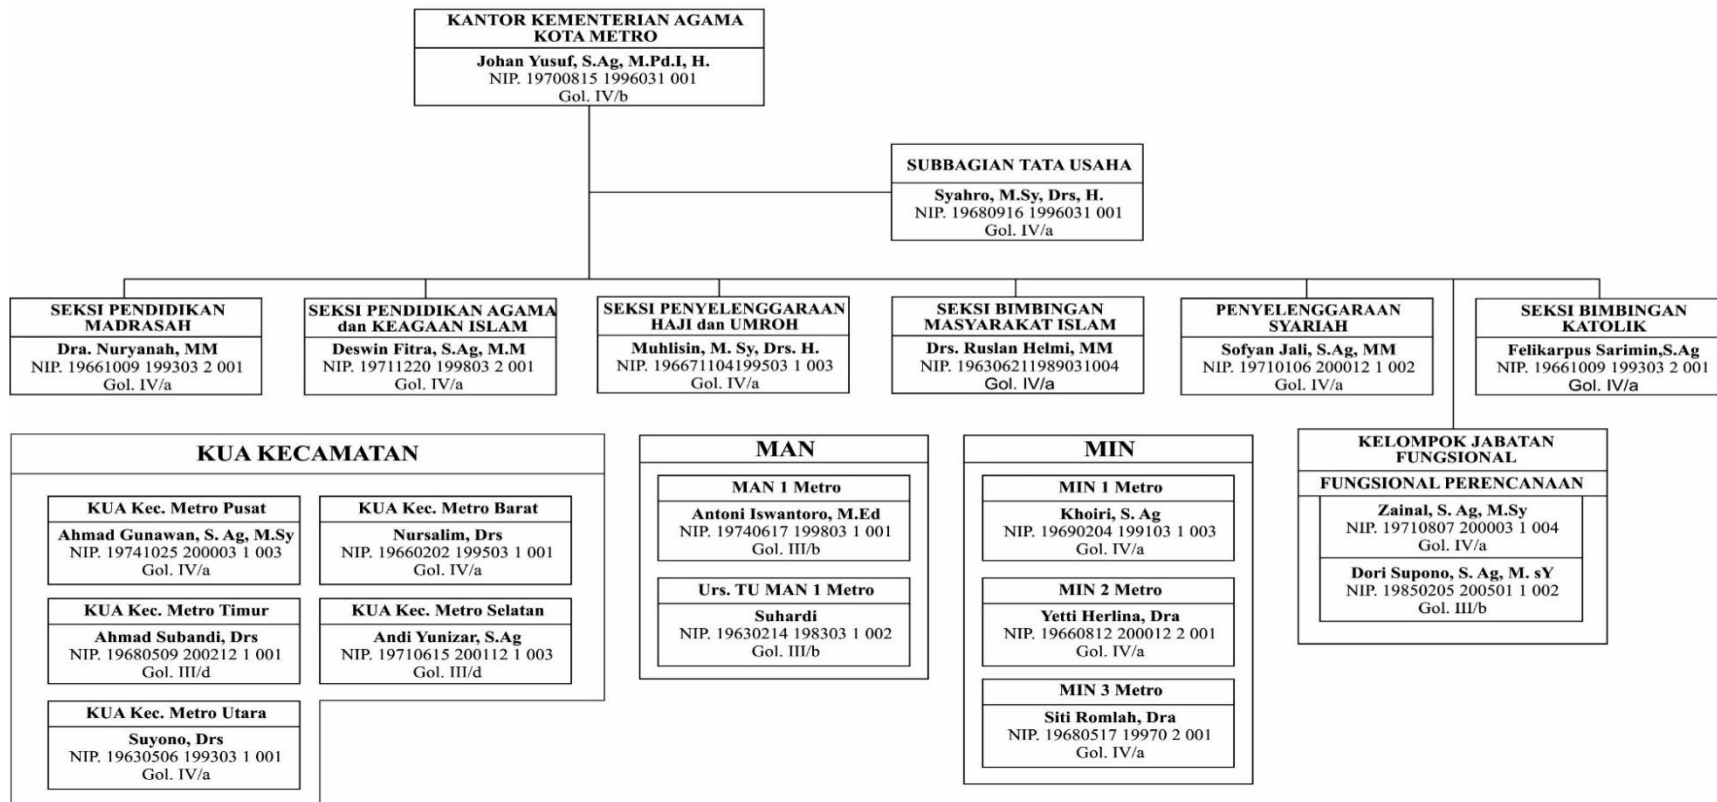 KANTOR KEMENTERIAN AGAMA
KOTA METRO
Johan Yusuf, S.Ag, M.Pd.I, H.
NIP. 19700815 1996031 001
Gol. IV/b
SUBBAGIAN TATA USAHA
Syahro, M.Sy, Drs, H.
NIP. 19680916 1996031 001
Gol. IV/a
SEKSI PENDIDIKAN
MADRASAH
Dra. Nuryanah, MM
NIP. 19661009 199303 2 001
Gol. IV/a
SEKSI PENDIDIKAN AGAMA
dan KEAGAAN ISLAM
Deswin Fitra, S.Ag, M.M
NIP. 19711220 199803 2 001
Gol. IV/a
SEKSI PENYELENGGARAAN
HAJI dan UMROH
Muhlisin, M. Sy, Drs. H.
NIP. 196671104199503 1 003
Gol. IV/a
SEKSI BIMBINGAN
MASYARAKAT ISLAM
Drs. Ruslan Helmi, MM
NIP. 196306211989031004
Gol. IV/a
PENYELENGGARAAN
SYARIAH
Sofyan Jali, S.Ag, MM
NIP. 19710106 200012 1 002
Gol. IV/a
SEKSI BIMBINGAN
KATOLIK
Felikarpus Sarimin,S.Ag
NIP. 19661009 199303 2 001
Gol. IV/a
KUA KECAMATAN
KUA Kec. Metro Pusat
Ahmad Gunawan, S. Ag, M.Sy
NIP. 19741025 200003 1 003
Gol. IV/a
KUA Kec. Metro Barat
Nursalim, Drs
NIP. 19660202 199503 1 001
Gol. IV/a
KUA Kec. Metro Timur
Ahmad Subandi, Drs
NIP. 19680509 200212 1 001
Gol. III/d
KUA Kec. Metro Selatan
Andi Yunizar, S.Ag
NIP. 19710615 200112 1 003
Gol. III/d
KUA Kec. Metro Utara
Suyono, Drs
NIP. 19630506 199303 1 001
Gol. IV/a
MAN
MAN 1 Metro
Antoni Iswantoro, M.Ed
NIP. 19740617 199803 1 001
Gol. III/b
Urs. TU MAN 1 Metro
Suhardi
NIP. 19630214 198303 1 002
Gol. III/b
MIN
MIN 1 Metro
Khoiri, S. Ag
NIP. 19690204 199103 1 003
Gol. IV/a
MIN 2 Metro
Yetti Herlina, Dra
NIP. 19660812 200012 2 001
Gol. IV/a
MIN 3 Metro
Siti Romlah, Dra
NIP. 19680517 19970 2 001
Gol. IV/a
KELOMPOK JABATAN
FUNGSIONAL
FUNGSIONAL PERENCANAAN
Zainal, S. Ag, M.Sy
NIP. 19710807 200003 1 004
Gol. IV/a
Dori Supono, S. Ag, M. sY
NIP. 19850205 200501 1 002
Gol. III/b